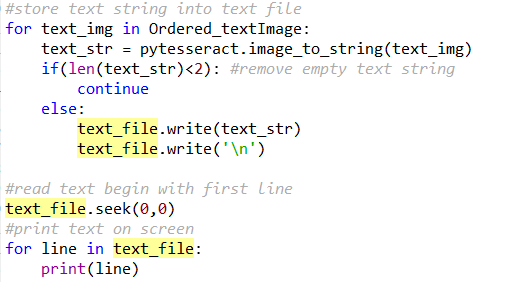 #store text string into text file
for text_img in Ordered_textImage:
    text_str = pytesseract.image_to_string(text_img)
    if(len(text_str)<2): #remove empty text string
        continue
    else:
        text_file.write(text_str)
        text_file.write('\n')

#read text begin with first line
text_file.seek(0,0)
#print text on screen
for line in text_file:
    print(line)